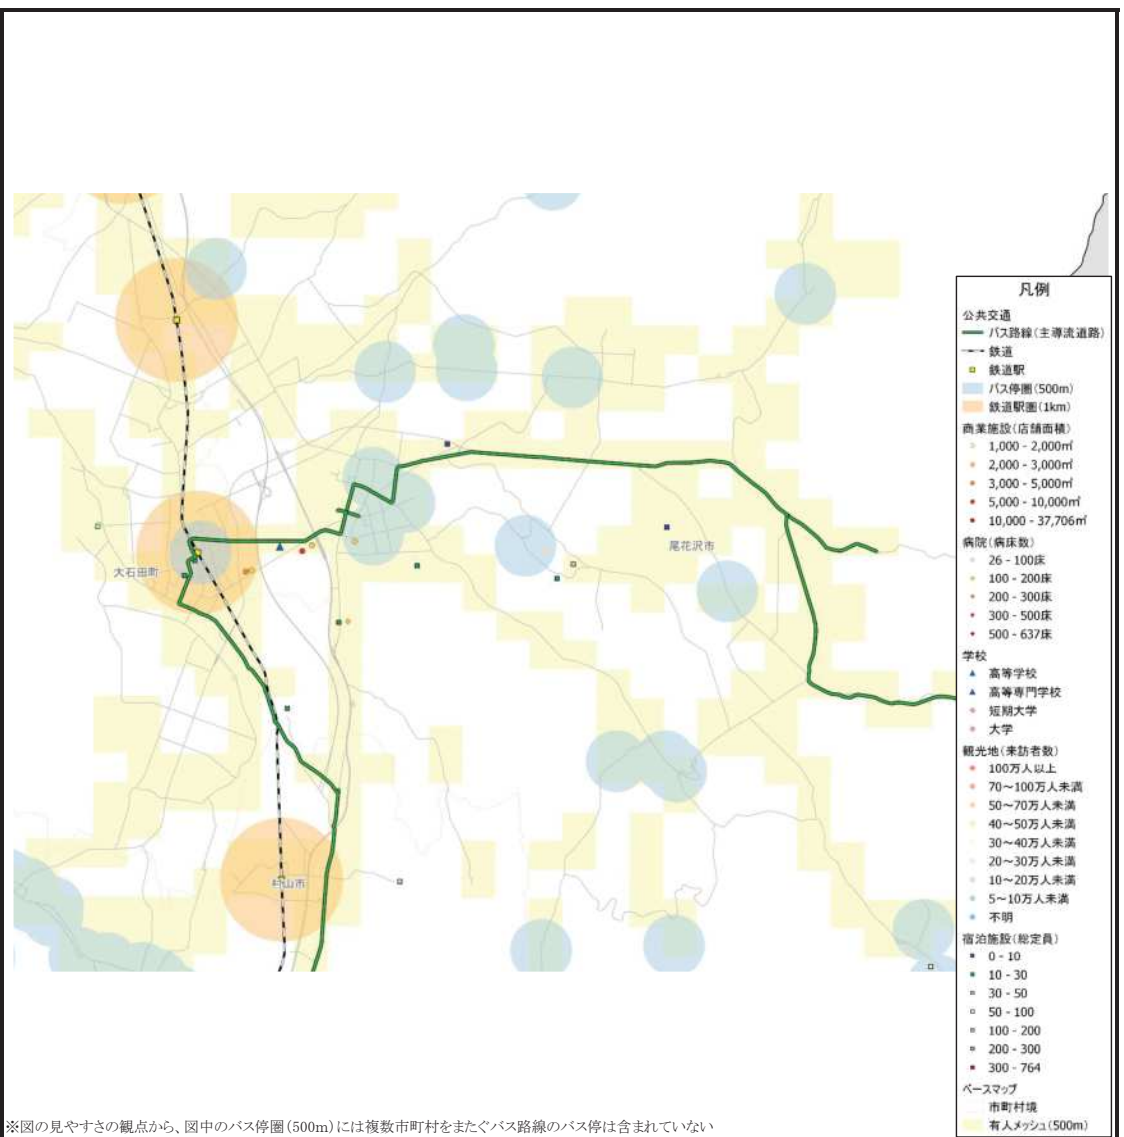 凡例
公共交通
バス路線(主導流道路)
鉄道
鉄道駅
バス停圏(500m)
鉄道駅圏(1km)
商業施設(店舗面積)
1,000 - 2,000㎡
2,000 - 3,000㎡
3,000 - 5,000㎡
5,000 - 10,000㎡
10,000 - 37,706㎡
病院(病床数)
26 - 100床
100 - 200床
200 - 300床
300 - 500床
500 - 637床
学校
高等学校
高等専門学校
短期大学
大学
観光地(来訪者数)
100万人以上
70～100万人未満
50～70万人未満
40～50万人未満
30～40万人未満
20～30万人未満
10～20万人未満
5～10万人未満
不明
宿泊施設(総定員)
0 - 10
10 - 30
30 - 50
50 - 100
100 - 200
200 - 300
300 - 764
ベースマップ
市町村境
有人メッシュ(500m)
尾花沢市
大石田町
村山市
※図の見やすさの観点から、図中のバス停圏(500m)には複数市町村をまたぐバス路線のバス停は含まれていない